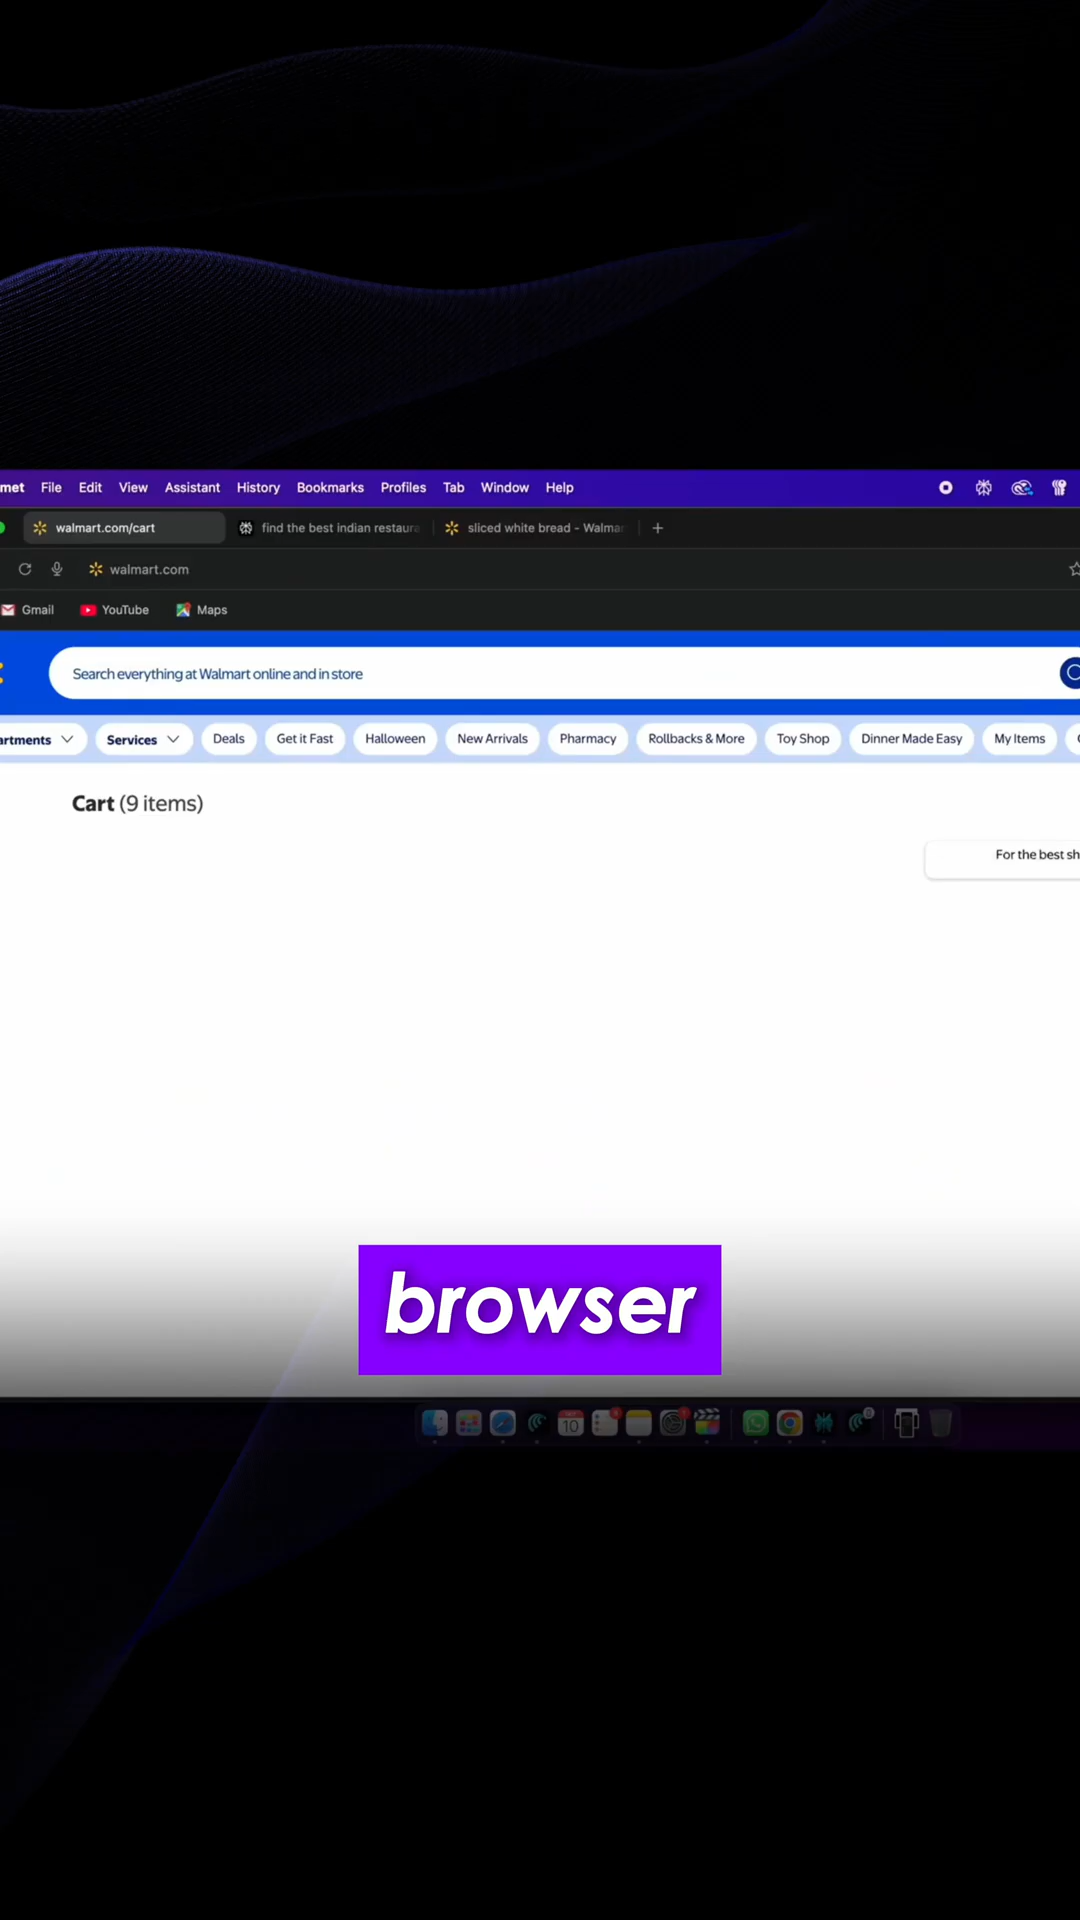 met File Edit View Assistant History Bookmarks Profiles Tab Window Help
walmart.com/cart find the best indian restaura sliced white bread - Walma
walmart.com
Gmail YouTube Maps
Search everything at Walmart online and in store
artments Services Deals Get it Fast Halloween New Arrivals Pharmacy Rollbacks & More Toy Shop Dinner Made Easy My Items
Cart (9 items)
For the best sh
browser
10